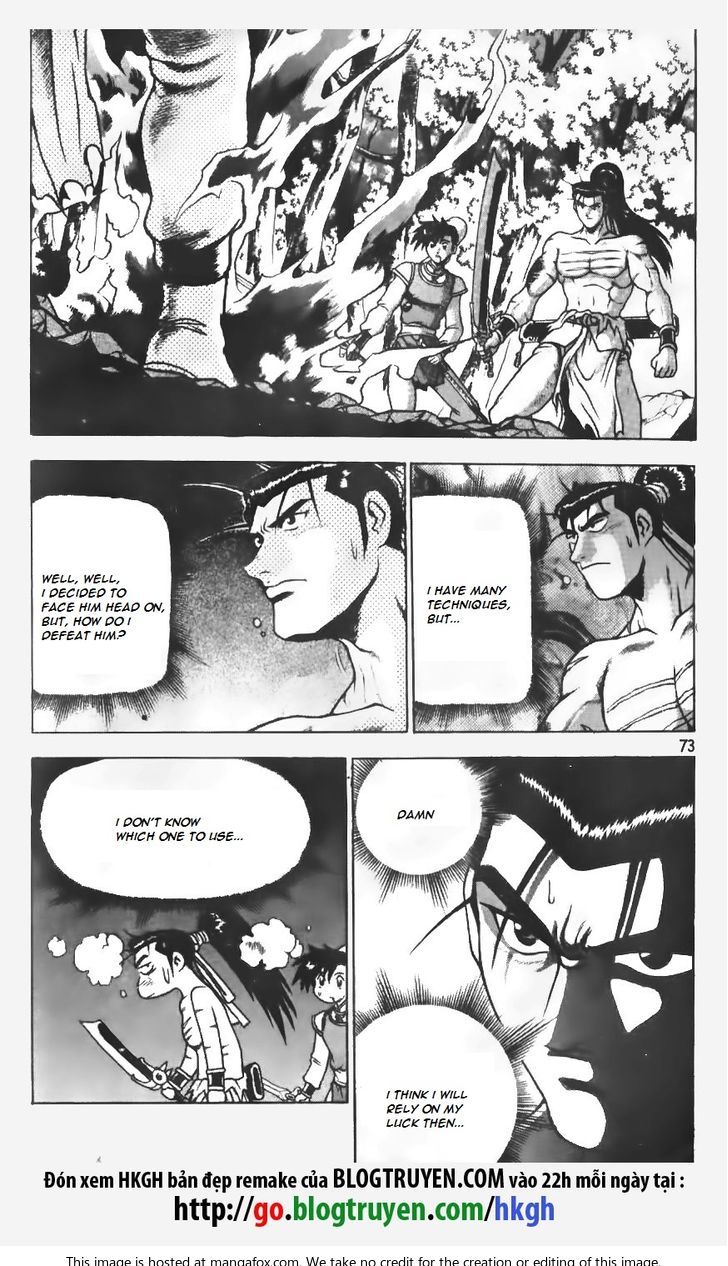 WELL, WELL,
I DECIDED TO
FACE HIM HEAD ON,
BUT, HOW DO I
DEFEAT HIM?
I HAVE MANY
TECHNIQUES,
BUT...
73
I DON'T KNOW
WHICH ONE TO USE...
DAMN
I THINK I WILL
RELY ON MY
LUCK THEN...
Đón xem HKGH bản đẹp remake của BLOGTRUYEN.COM vào 22h mỗi ngày tại :
http://go.blogtruyen.com/hkgh
This image is hosted at mangafox.com. We take no credit for the creation or editing of this image.